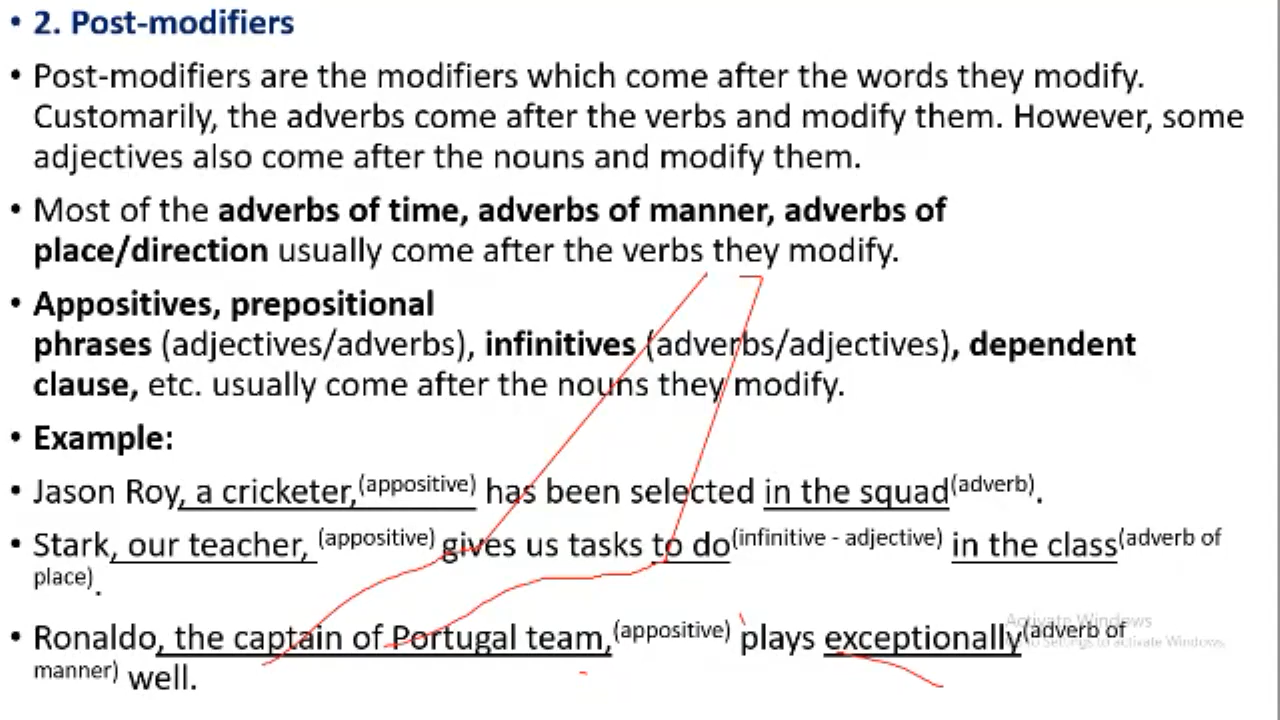 • 2. Post-modifiers
• Post-modifiers are the modifiers which come after the words they modify.
Customarily, the adverbs come after the verbs and modify them. However, some
adjectives also come after the nouns and modify them.
• Most of the adverbs of time, adverbs of manner, adverbs of
place/direction usually come after the verbs they modify.
• Appositives, prepositional
phrases (adjectives/adverbs), infinitives (adverbs/adjectives), dependent
clause, etc. usually come after the nouns they modify.
• Example:
• Jason Roy, a cricketer,(appositive) has been selected in the squad(adverb).
• Stark, our teacher, (appositive) gives us tasks to do(infinitive - adjective) in the class(adverb of
place).
Activate Windows
• Ronaldo, the captain of Portugal team,(appositive) plays exceptionally(adverb of
to Settings to activate Windows.
manner) well.